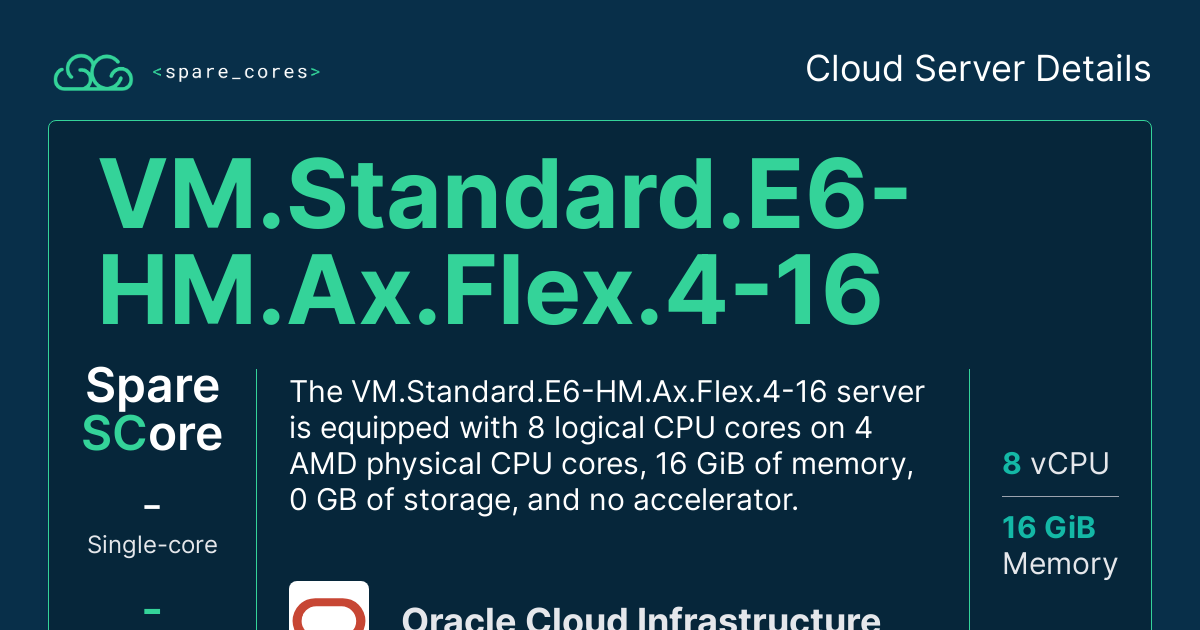 <spare_cores>
Cloud Server Details
VM.Standard.E6-
HM.Ax.Flex.4-16
Spare
SCore
–
Single-core
–
The VM.Standard.E6-HM.Ax.Flex.4-16 server
is equipped with 8 logical CPU cores on 4
AMD physical CPU cores, 16 GiB of memory,
0 GB of storage, and no accelerator.
Oracle Cloud Infrastructure
8 vCPU
16 GiB
Memory